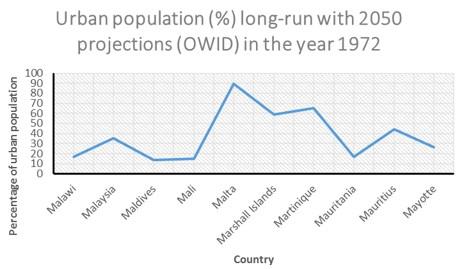 Urban population (%) long-run with 2050
projections (OWID) in the year 1972
Percentage of urban population
100
90
80
70
60
50
40
30
20
10
0
Malawi
Malaysia
Maldives
Mali
Malta
Marshall Islands
Martinique
Mauritania
Mauritius
Mayotte
Country